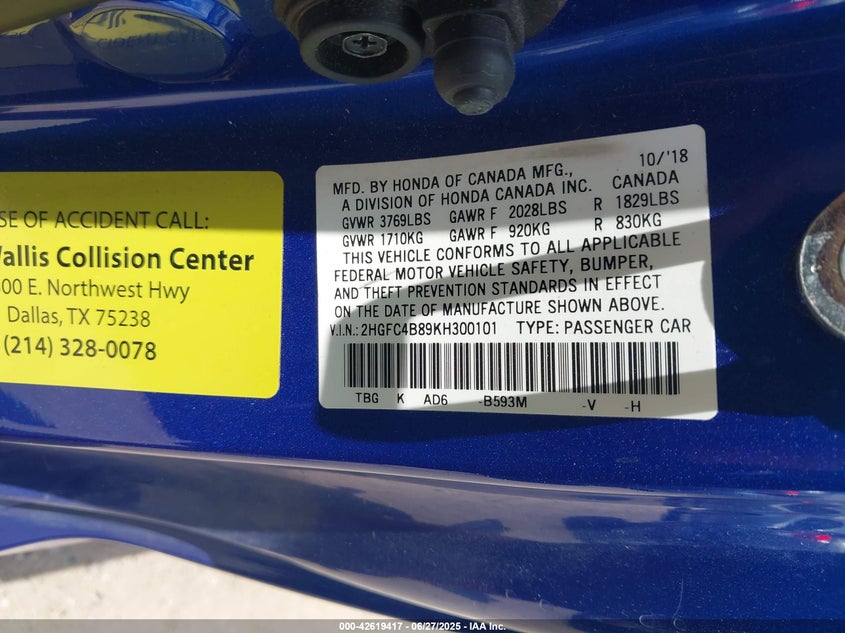 SE OF ACCIDENT CALL:
Wallis Collision Center
00 E. Northwest Hwy
Dallas, TX 75238
(214) 328-0078
10/'18
MFD. BY HONDA OF CANADA MFG.,
A DIVISION OF HONDA CANADA INC. CANADA
GVWR 3769LBS GAWR F 2028LBS R 1829LBS
GVWR 1710KG GAWR F 920KG R 830KG
THIS VEHICLE CONFORMS TO ALL APPLICABLE
FEDERAL MOTOR VEHICLE SAFETY, BUMPER,
AND THEFT PREVENTION STANDARDS IN EFFECT
ON THE DATE OF MANUFACTURE SHOWN ABOVE.
V.I.N.: 2HGFC4B89KH300101 TYPE: PASSENGER CAR
TBG K AD6 -B593M -V -H
000-42619417 - 06/27/2025 - IAA Inc.